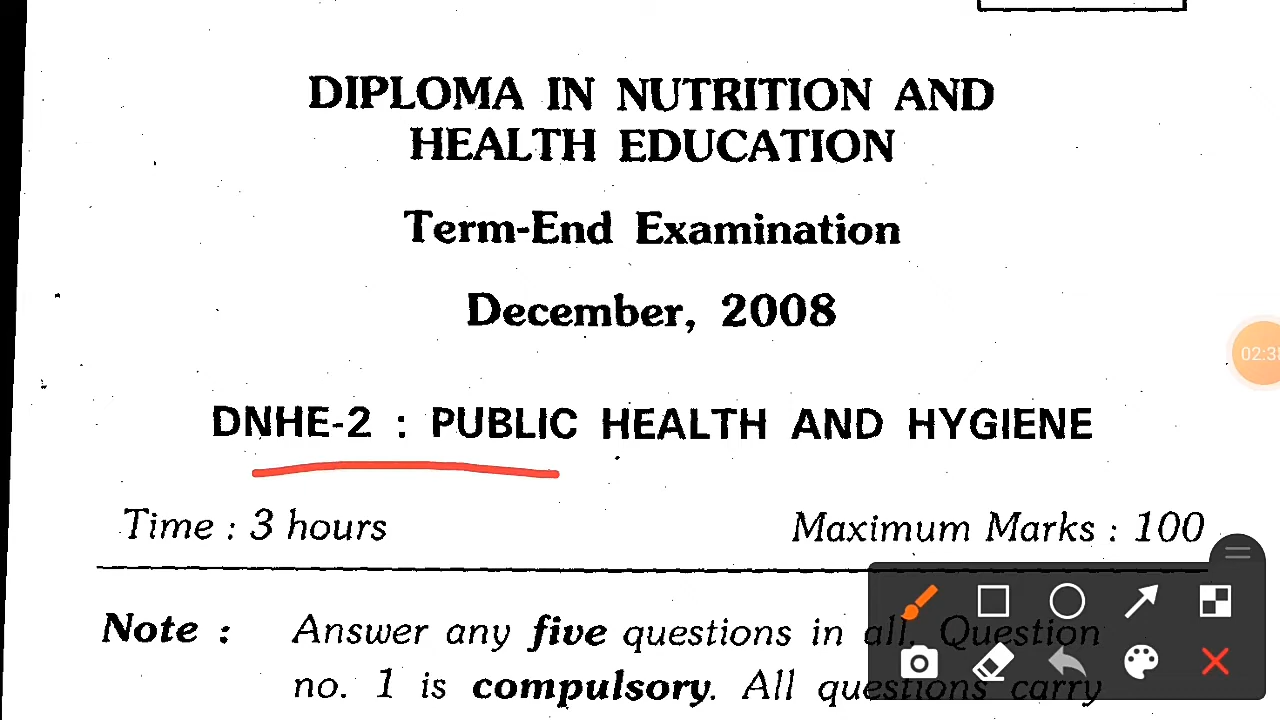 DIPLOMA IN NUTRITION AND
HEALTH EDUCATION
Term-End Examination
December, 2008
DNHE-2 : PUBLIC HEALTH AND HYGIENE
Time : 3 hours
Maximum Marks : 100
Note : Answer any five questions in all. Question
no. 1 is compulsory. All questions carry